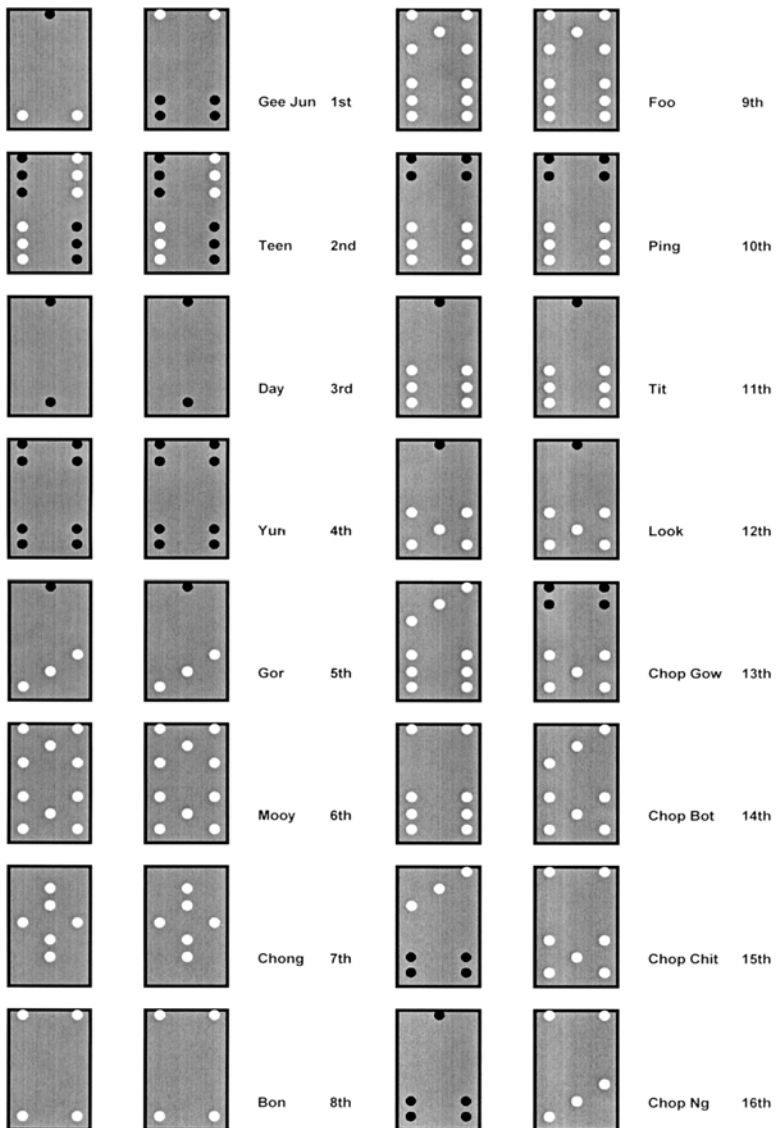 Gee Jun 1st
Teen 2nd
Day 3rd
Yun 4th
Gor 5th
Mooy 6th
Chong 7th
Bon 8th
Foo 9th
Ping 10th
Tit 11th
Look 12th
Chop Gow 13th
Chop Bot 14th
Chop Chit 15th
Chop Ng 16th